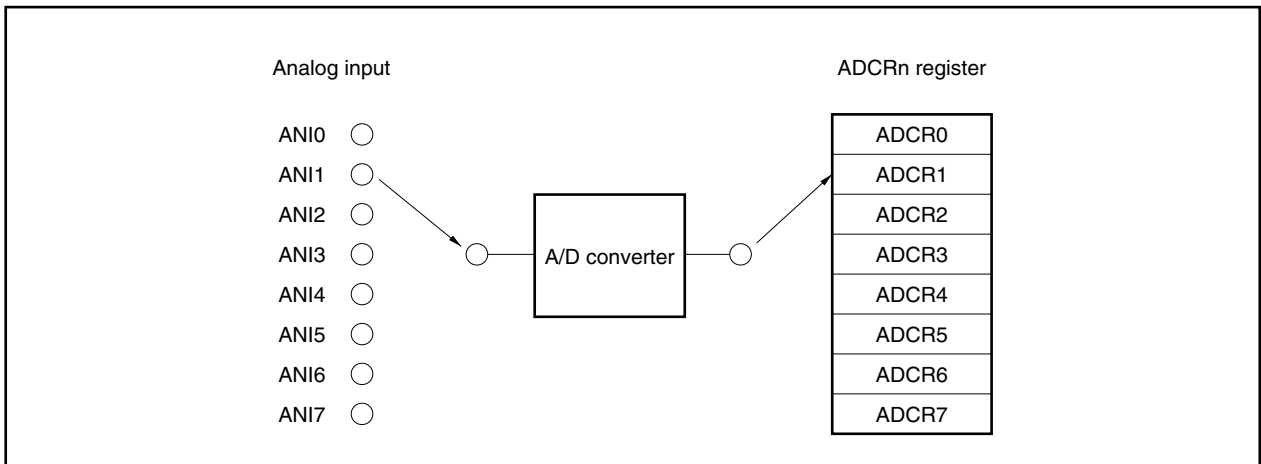 Analog input
ADCRn register
ANI0
ANI1
ANI2
ANI3
ANI4
ANI5
ANI6
ANI7
A/D converter
ADCR0
ADCR1
ADCR2
ADCR3
ADCR4
ADCR5
ADCR6
ADCR7